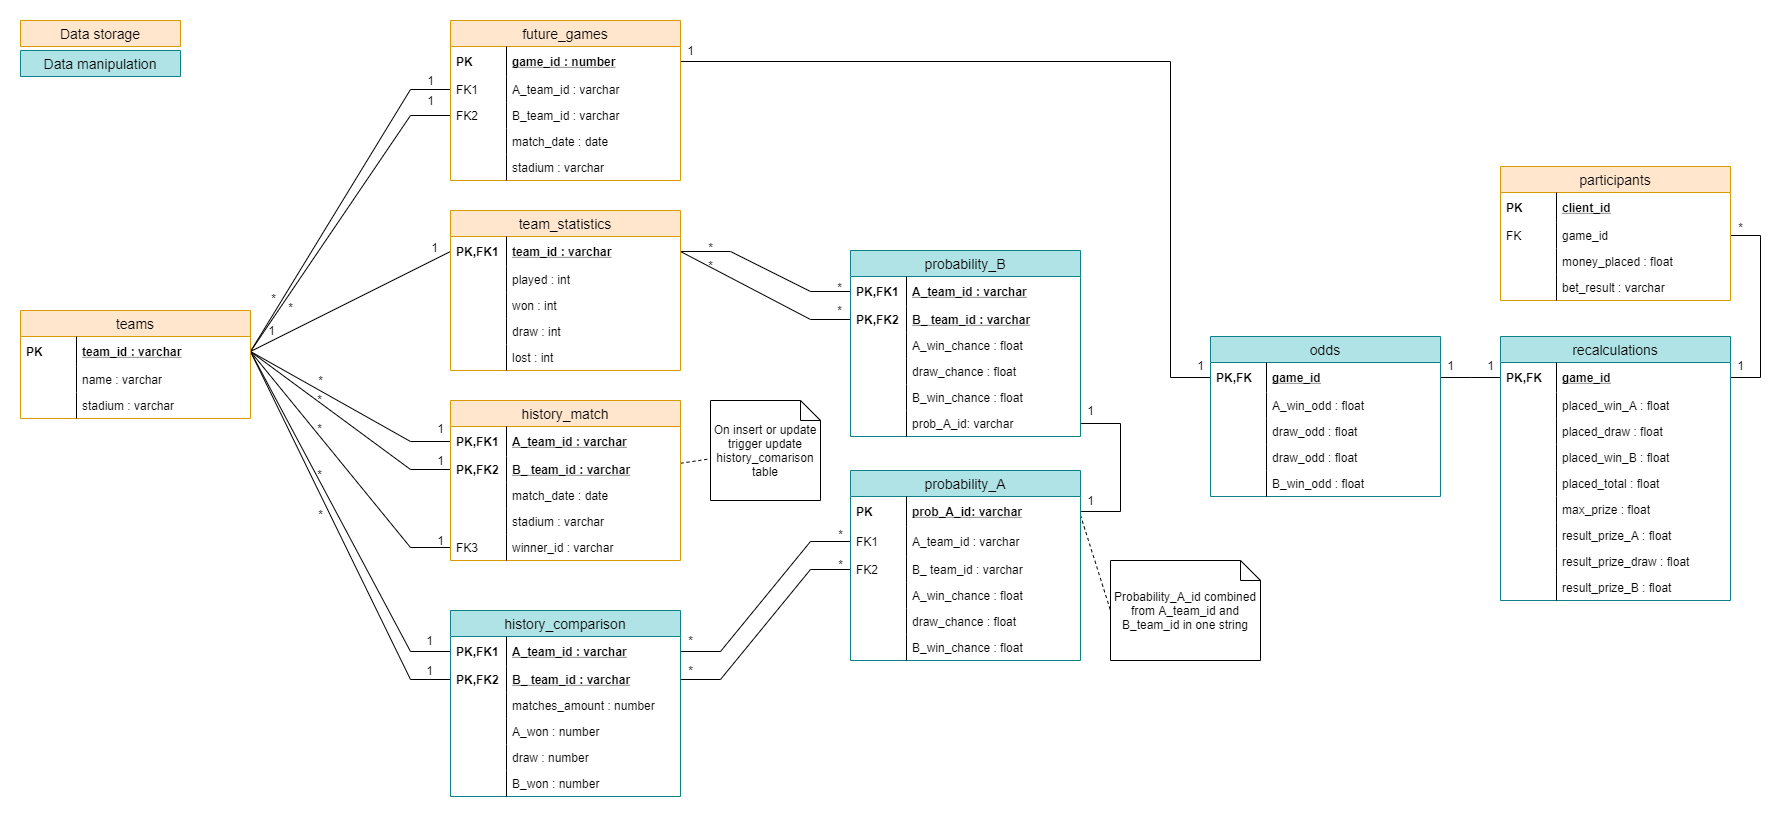 Data storage
Data manipulation
future_games
PK game_id : number
FK1 A_team_id : varchar
FK2 B_team_id : varchar
match_date : date
stadium : varchar
1
1
1
team_statistics
PK,FK1 team_id : varchar
played : int
won : int
draw : int
lost : int
1
*
*
teams
PK team_id : varchar
name : varchar
stadium : varchar
*
*
1
*
*
*
*
*
history_match
PK,FK1 A_team_id : varchar
PK,FK2 B_ team_id : varchar
match_date : date
stadium : varchar
FK3 winner_id : varchar
1
1
1
On insert or update
trigger update
history_comarison
table
history_comparison
PK,FK1 A_team_id : varchar
PK,FK2 B_ team_id : varchar
matches_amount : number
A_won : number
draw : number
B_won : number
1
1
*
*
probability_B
PK,FK1 A_team_id : varchar
PK,FK2 B_ team_id : varchar
A_win_chance : float
draw_chance : float
B_win_chance : float
prob_A_id: varchar
*
*
1
probability_A
PK prob_A_id: varchar
FK1 A_team_id : varchar
FK2 B_ team_id : varchar
A_win_chance : float
draw_chance : float
B_win_chance : float
*
*
1
Probability_A_id combined
from A_team_id and
B_team_id in one string
odds
PK,FK game_id
A_win_odd : float
draw_odd : float
draw_odd : float
B_win_odd : float
1
1
participants
PK client_id
FK game_id
money_placed : float
bet_result : varchar
*
recalculations
PK,FK game_id
placed_win_A : float
placed_draw : float
placed_win_B : float
placed_total : float
max_prize : float
result_prize_A : float
result_prize_draw : float
result_prize_B : float
1
1